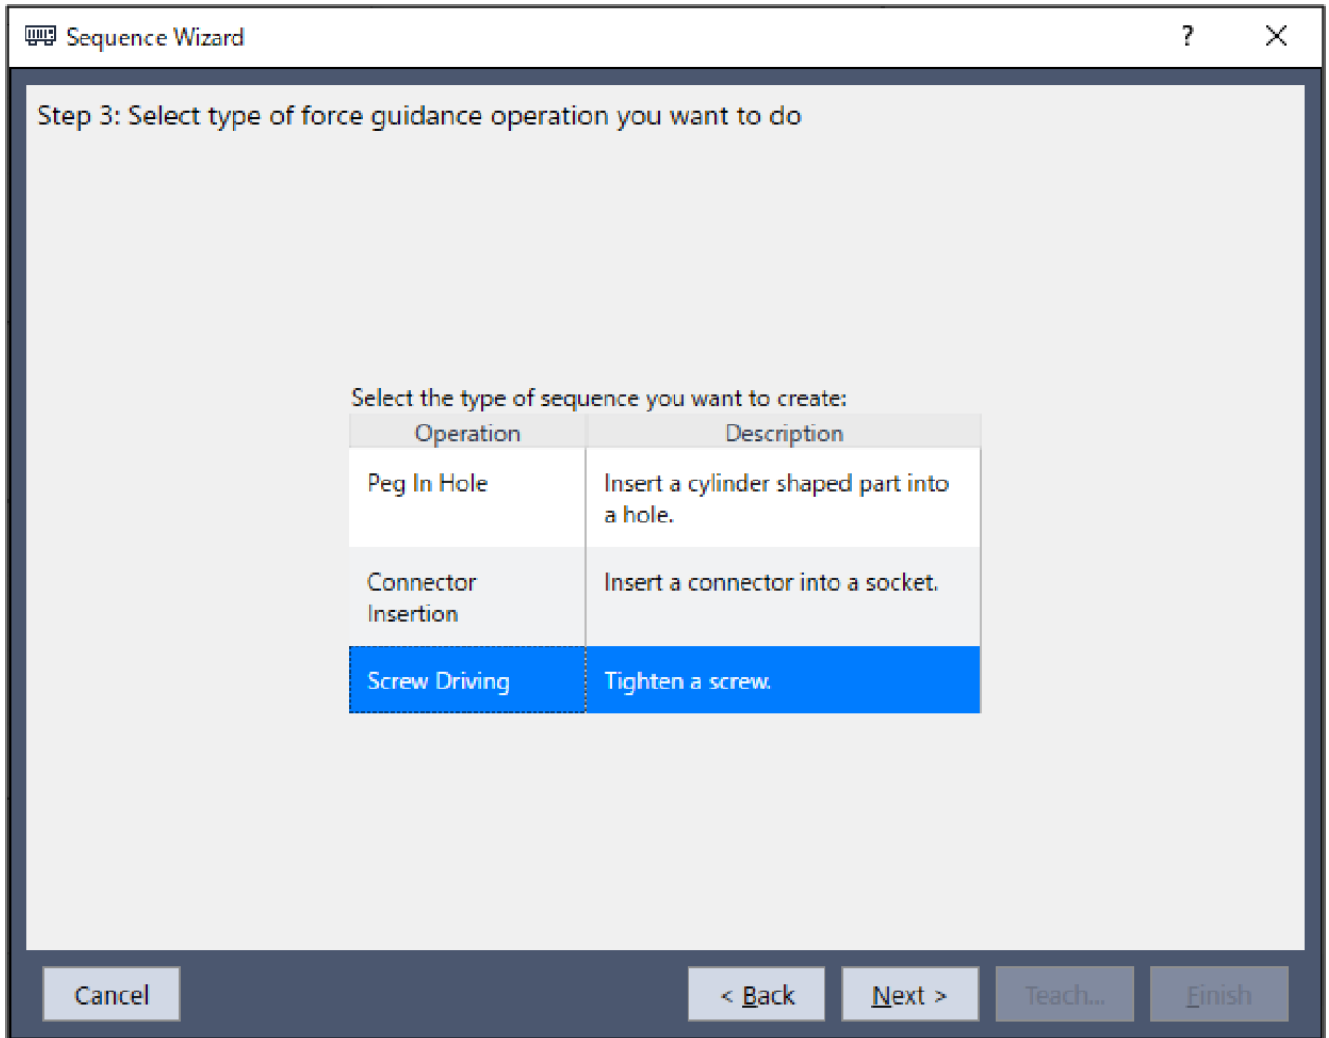 Sequence Wizard
?
Step 3: Select type of force guidance operation you want to do
Select the type of sequence you want to create:
Operation Description
Peg In Hole Insert a cylinder shaped part into
a hole.
Connector Insert a connector into a socket.
Insertion
Screw Driving Tighten a screw.
Cancel < Back Next > Teach... Finish